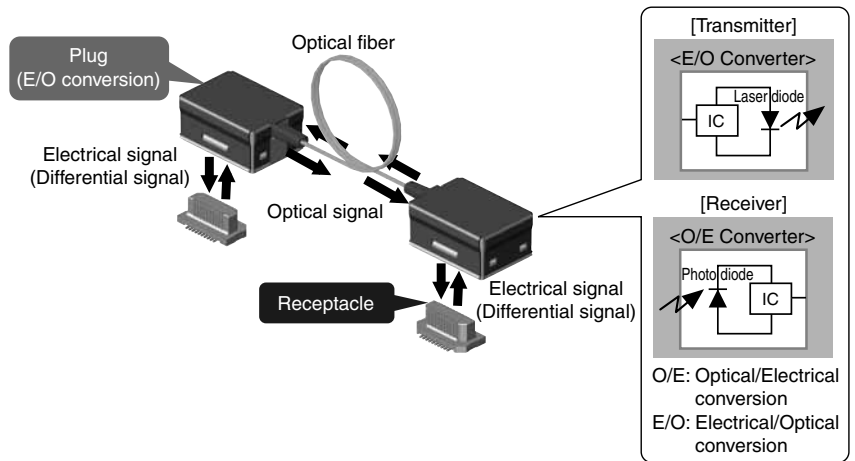 Plug
(E/O conversion)
Optical fiber
Electrical signal
(Differential signal)
Optical signal
Receptacle
Electrical signal
(Differential signal)
[Transmitter]
<E/O Converter>
Laser diode
IC
[Receiver]
<O/E Converter>
Photo diode
IC
O/E: Optical/Electrical
conversion
E/O: Electrical/Optical
conversion